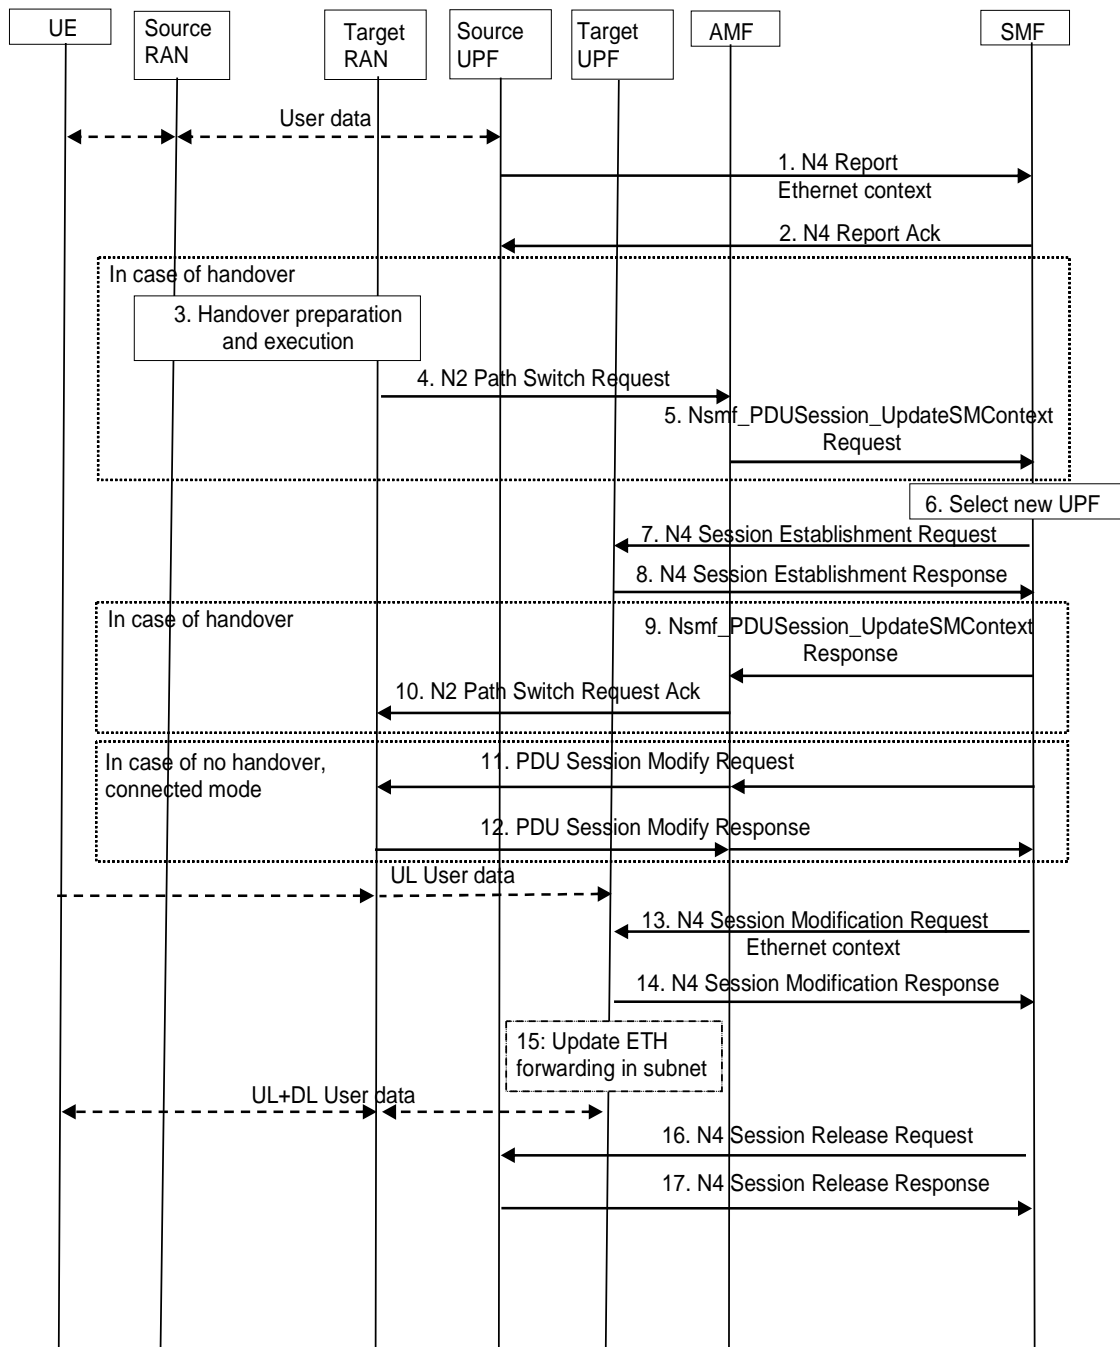 UE
Source
RAN
Target
RAN
Source
UPF
Target
UPF
AMF
SMF
User data
1. N4 Report
Ethernet context
2. N4 Report Ack
In case of handover
3. Handover preparation
and execution
4. N2 Path Switch Request
5. Nsmf_PDUSession_UpdateSMContext
Request
6. Select new UPF
7. N4 Session Establishment Request
8. N4 Session Establishment Response
In case of handover
9. Nsmf_PDUSession_UpdateSMContext
Response
10. N2 Path Switch Request Ack
In case of no handover,
connected mode
11. PDU Session Modify Request
12. PDU Session Modify Response
UL User data
13. N4 Session Modification Request
Ethernet context
14. N4 Session Modification Response
15: Update ETH
forwarding in subnet
UL+DL User data
16. N4 Session Release Request
17. N4 Session Release Response